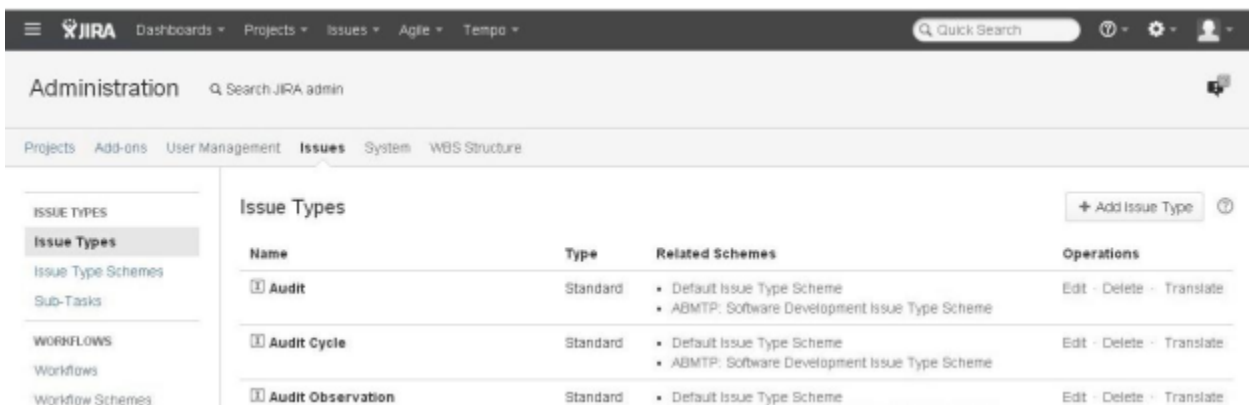 JIRA Dashboards Projects Issues Agile Tempo Quick Search
Administration Search JIRA admin
Projects Add-ons User Management Issues System WBS Structure
ISSUE TYPES
Issue Types
Issue Type Schemes
Sub-Tasks
WORKFLOWS
Workflows
Workflow Schemes
Issue Types + Add Issue Type
Name Type Related Schemes Operations
Audit Standard • Default Issue Type Scheme Edit · Delete · Translate
• ABMTP: Software Development Issue Type Scheme
Audit Cycle Standard • Default Issue Type Scheme Edit · Delete · Translate
• ABMTP: Software Development Issue Type Scheme
Audit Observation Standard • Default Issue Type Scheme Edit · Delete · Translate